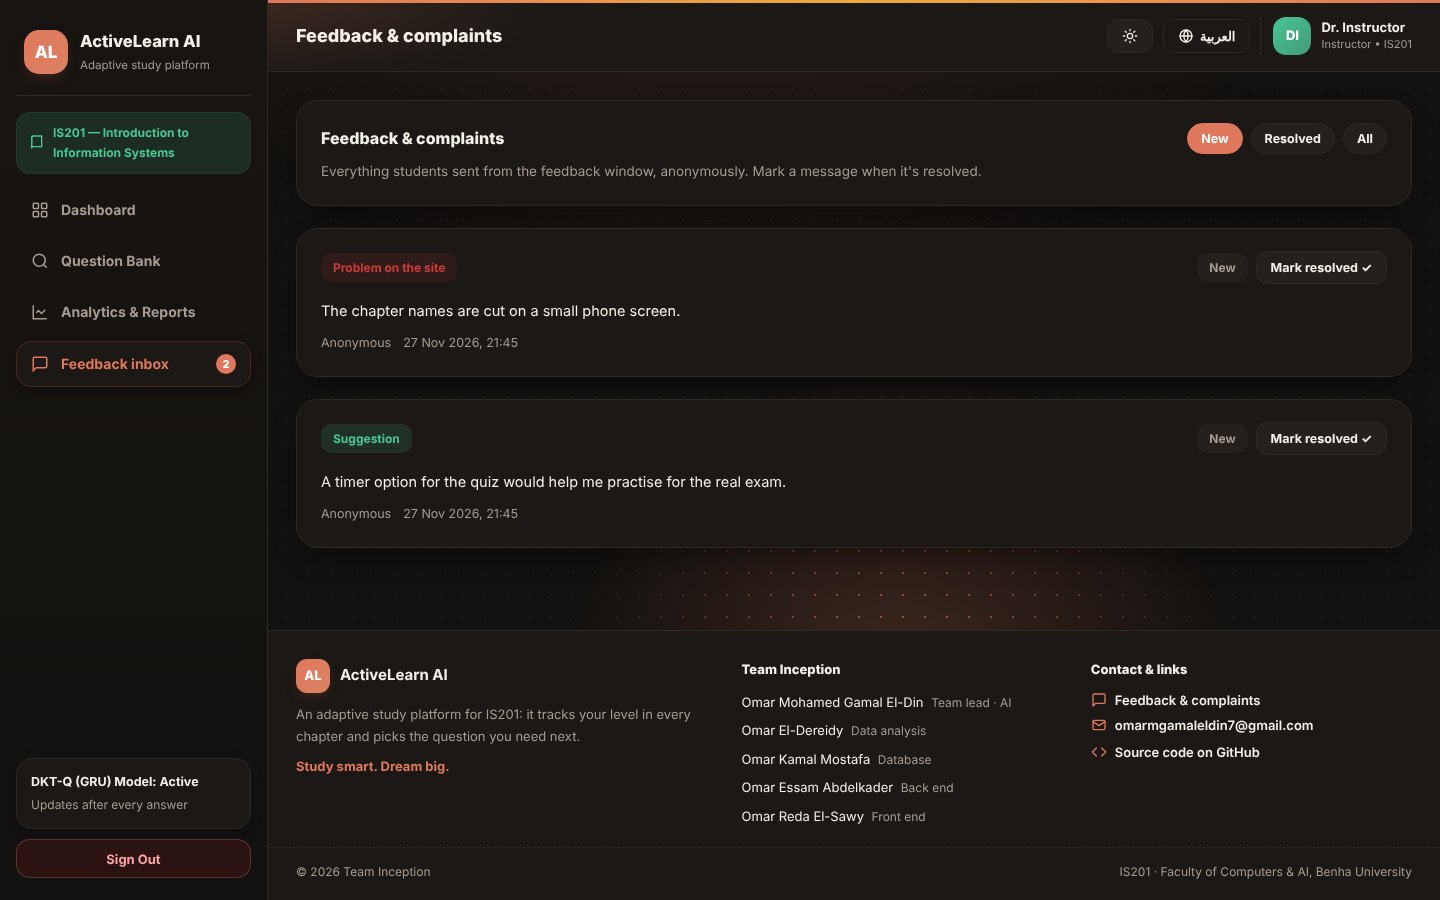 AL
ActiveLearn AI
Adaptive study platform
IS201 — Introduction to
Information Systems
Dashboard
Question Bank
Analytics & Reports
Feedback inbox 2
DKT-Q (GRU) Model: Active
Updates after every answer
Sign Out
Feedback & complaints
العربية
DI
Dr. Instructor
Instructor • IS201
Feedback & complaints
New Resolved All
Everything students sent from the feedback window, anonymously. Mark a message when it's resolved.
Problem on the site New Mark resolved ✓
The chapter names are cut on a small phone screen.
Anonymous 27 Nov 2026, 21:45
Suggestion New Mark resolved ✓
A timer option for the quiz would help me practise for the real exam.
Anonymous 27 Nov 2026, 21:45
AL ActiveLearn AI
An adaptive study platform for IS201: it tracks your level in every
chapter and picks the question you need next.
Study smart. Dream big.
Team Inception
Omar Mohamed Gamal El-Din Team lead · AI
Omar El-Dereidy Data analysis
Omar Kamal Mostafa Database
Omar Essam Abdelkader Back end
Omar Reda El-Sawy Front end
Contact & links
Feedback & complaints
omarmgamaleldin7@gmail.com
Source code on GitHub
© 2026 Team Inception
IS201 · Faculty of Computers & AI, Benha University